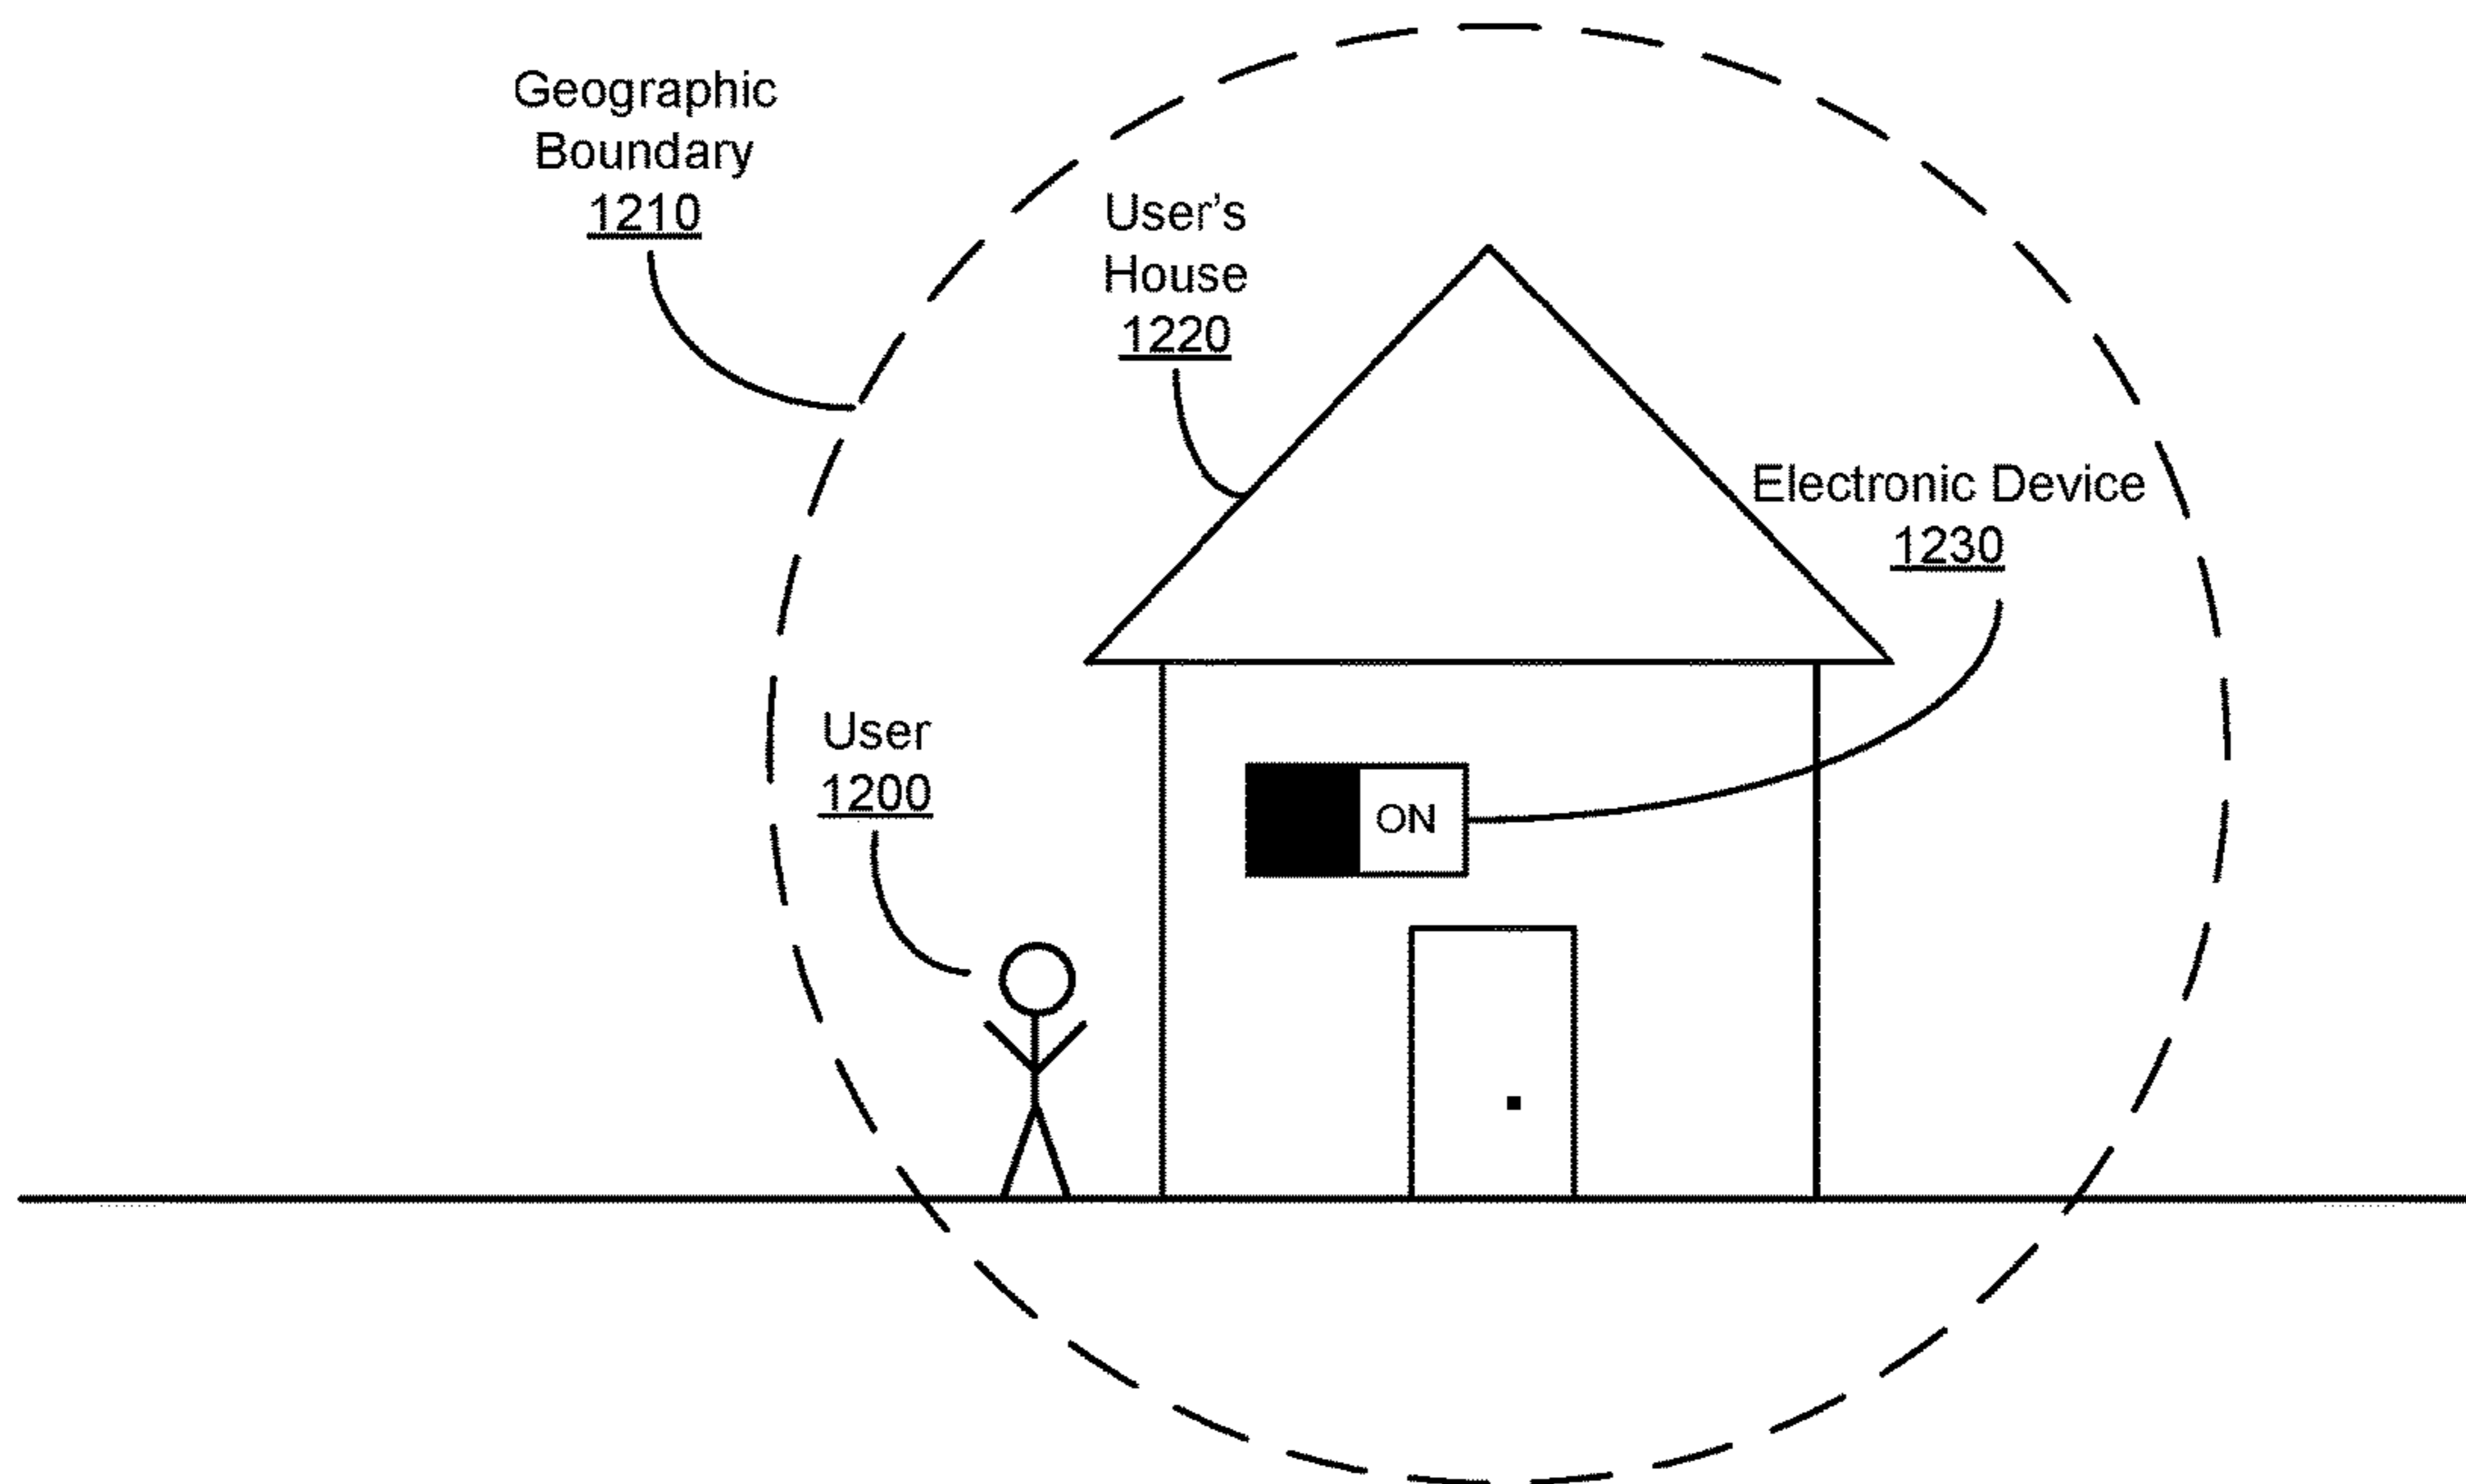 Geographic
Boundary
1210
User's
House
1220
Electronic Device
1230
User
1200
ON